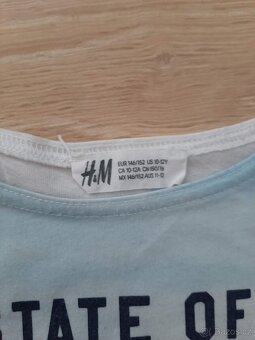 H&M
EUR 146/152 US 10-12Y
CA 10-12A CN 150/76
MX 146/152 AUS 11-12
STATE OF